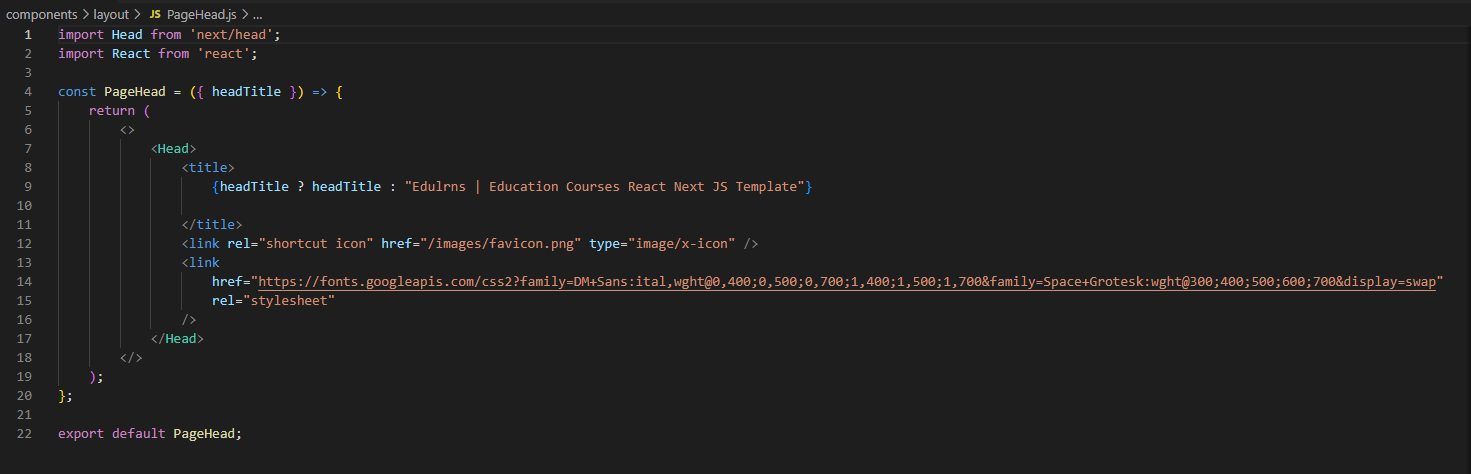 components > layout > JS PageHead.js > ...
1 import Head from 'next/head';
2 import React from 'react';
3
4 const PageHead = ({ headTitle }) => {
5     return (
6         <>
7             <Head>
8                 <title>
9                     {headTitle ? headTitle : "Edulrns | Education Courses React Next JS Template"}
10
11                 </title>
12                 <link rel="shortcut icon" href="/images/favicon.png" type="image/x-icon" />
13                 <link
14                     href="https://fonts.googleapis.com/css2?family=DM+Sans:ital,wght@0,400;0,500;0,700;1,400;1,500;1,700&family=Space+Grotesk:wght@300;400;500;600;700&display=swap"
15                     rel="stylesheet"
16                 />
17             </Head>
18         </>
19     );
20 };
21
22 export default PageHead;